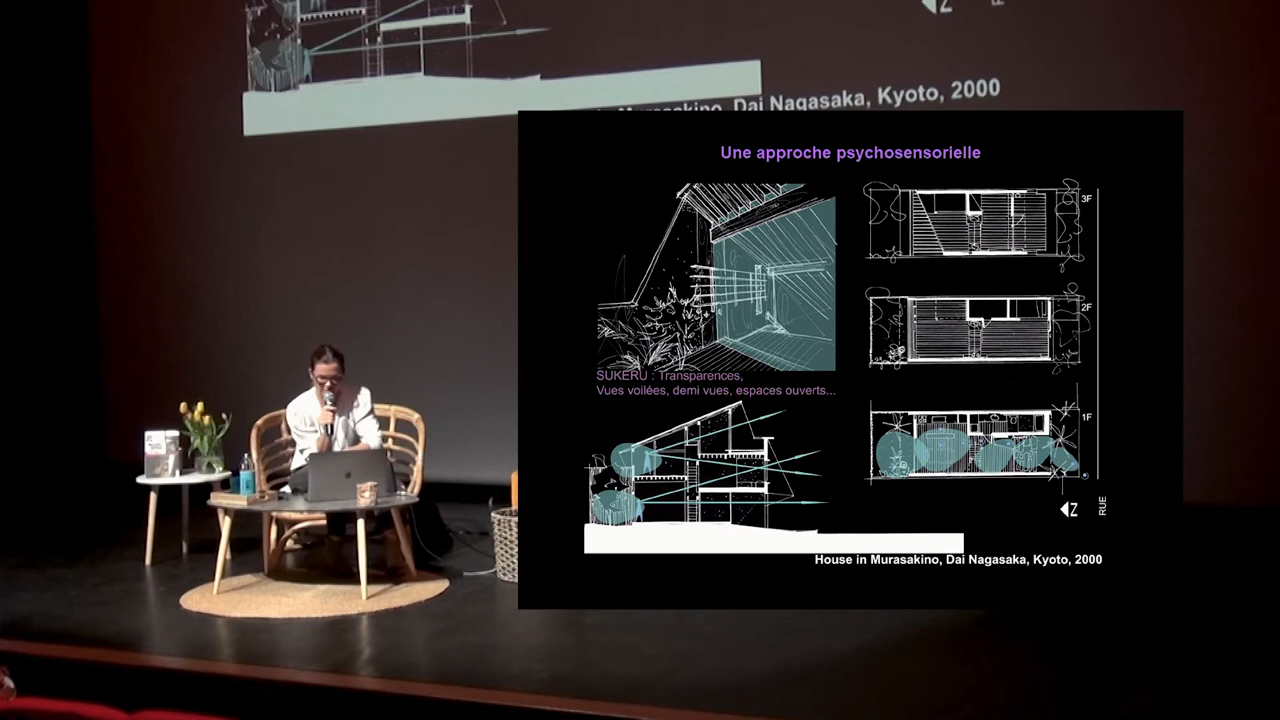 Murasakino, Dai Nagasaka, Kyoto, 2000
Une approche psychosensorielle
3F
2F
SUKERU : Transparences,
Vues voilées, demi vues, espaces ouverts...
1F
Z
RUE
House in Murasakino, Dai Nagasaka, Kyoto, 2000